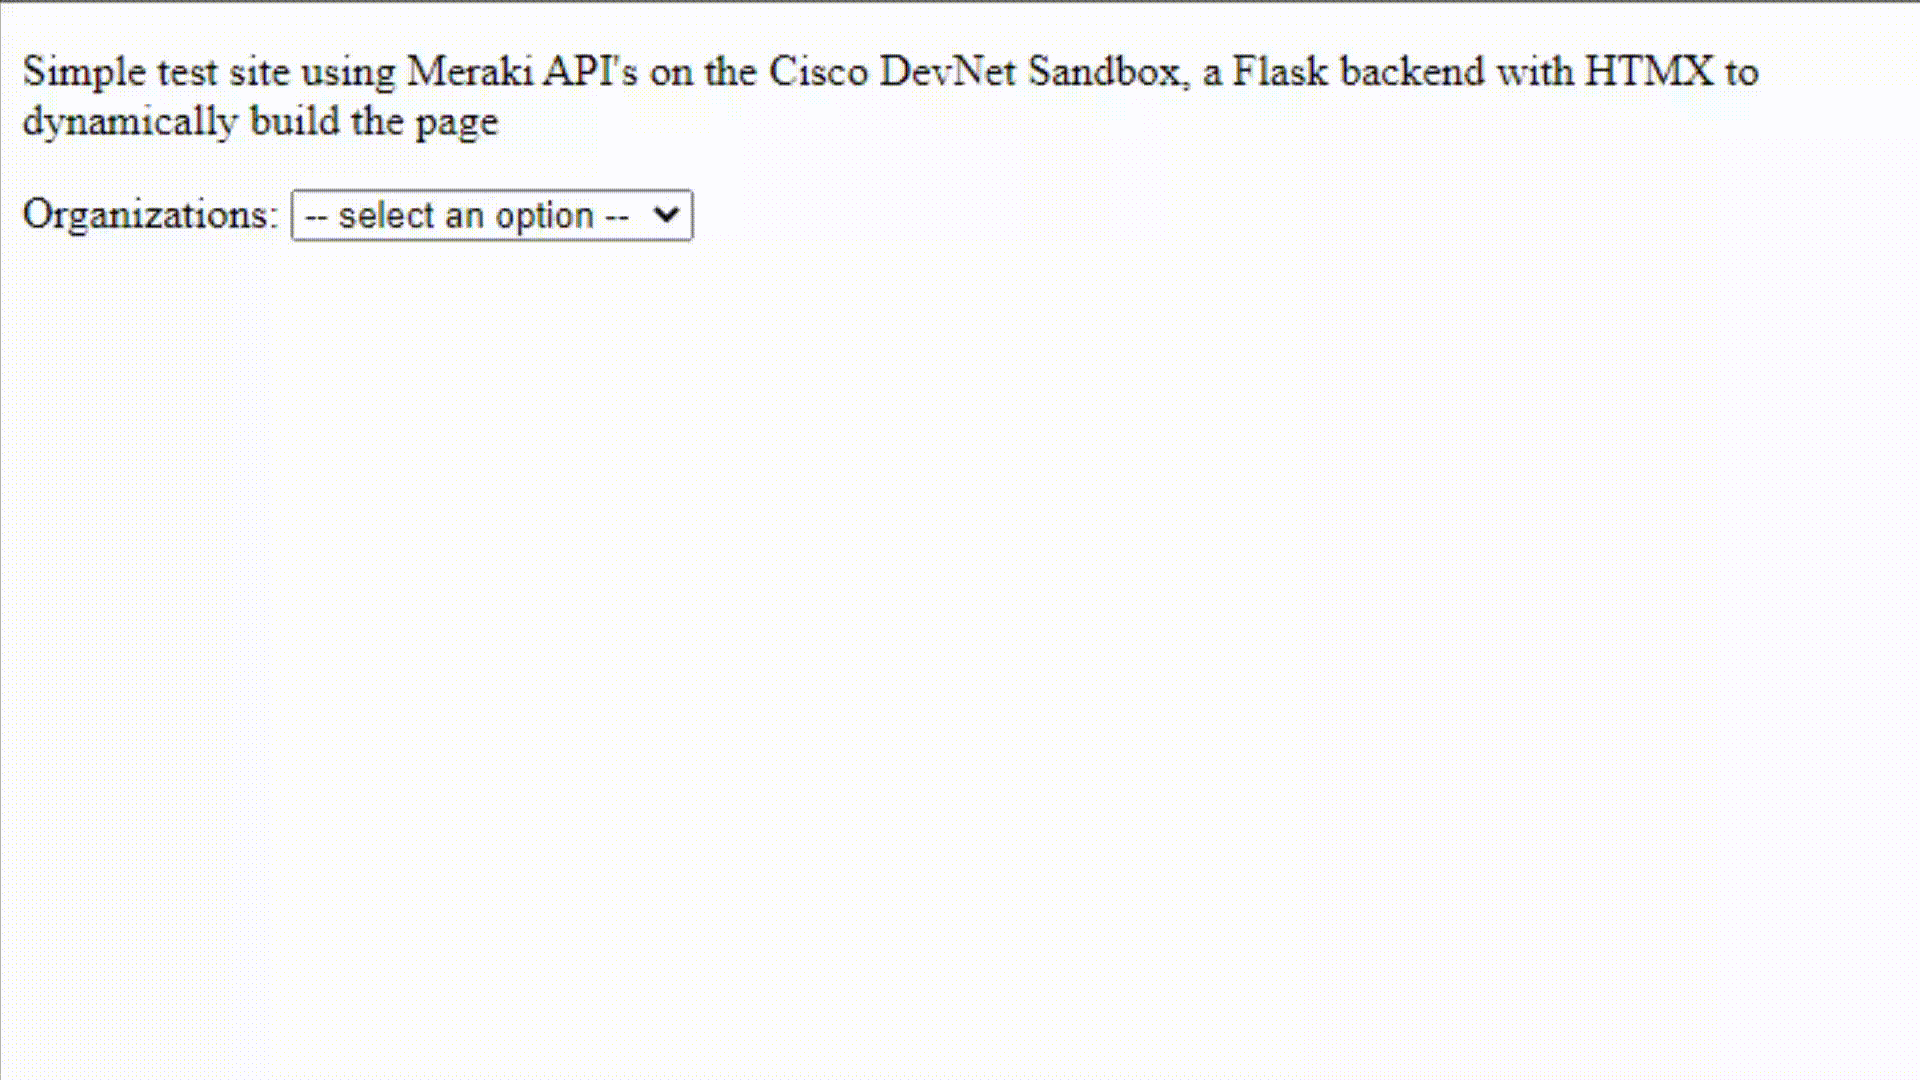 Simple test site using Meraki API's on the Cisco DevNet Sandbox, a Flask backend with HTMX to
dynamically build the page
Organizations: -- select an option --